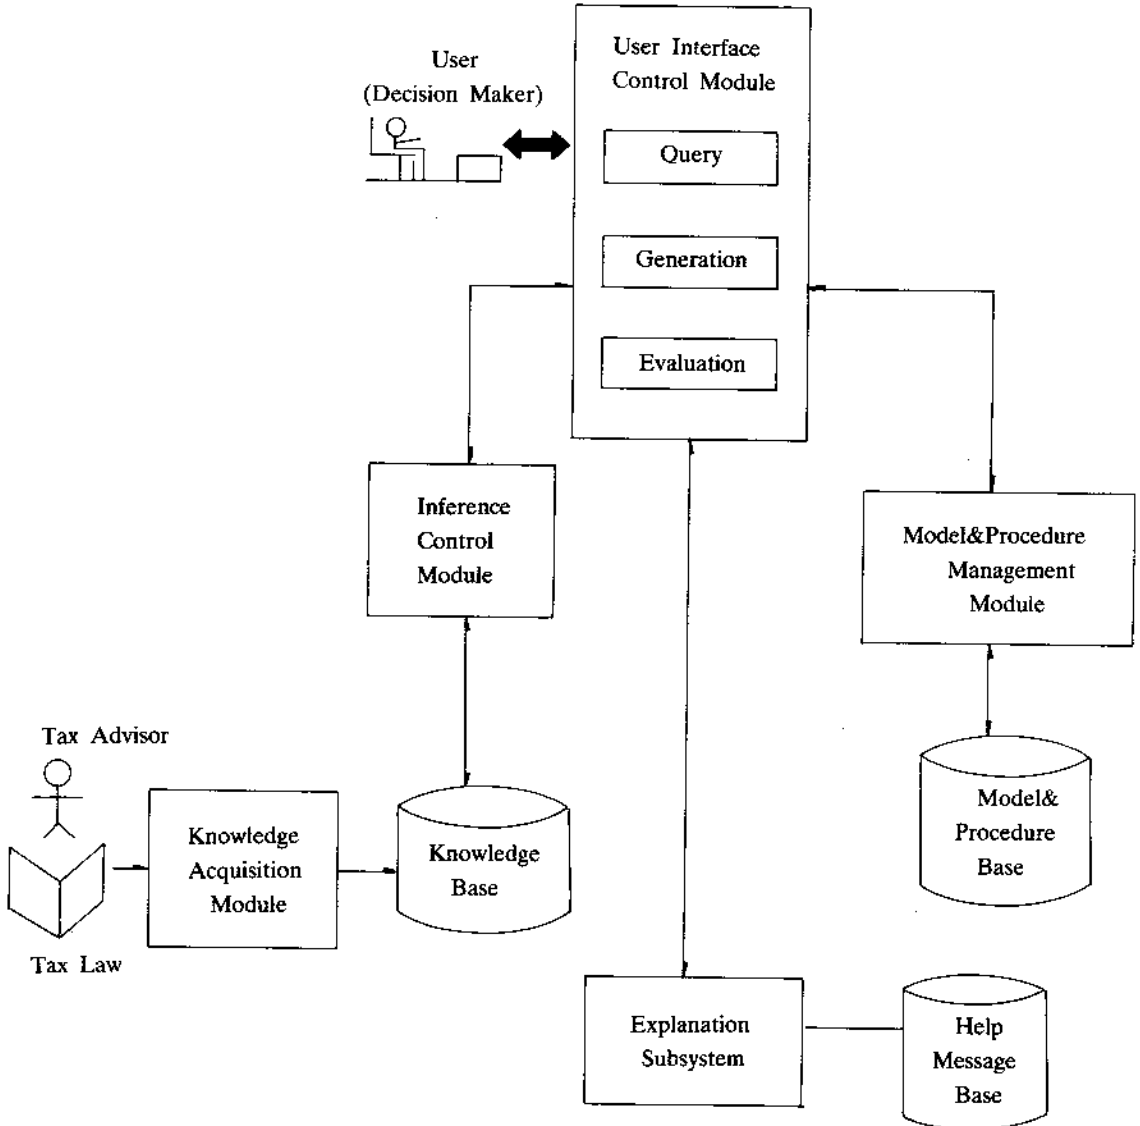 User
(Decision Maker)
User Interface
Control Module
Query
Generation
Evaluation
Inference
Control
Module
Model&Procedure
Management
Module
Tax Advisor
Knowledge
Acquisition
Module
Tax Law
Knowledge
Base
Model&
Procedure
Base
Explanation
Subsystem
Help
Message
Base